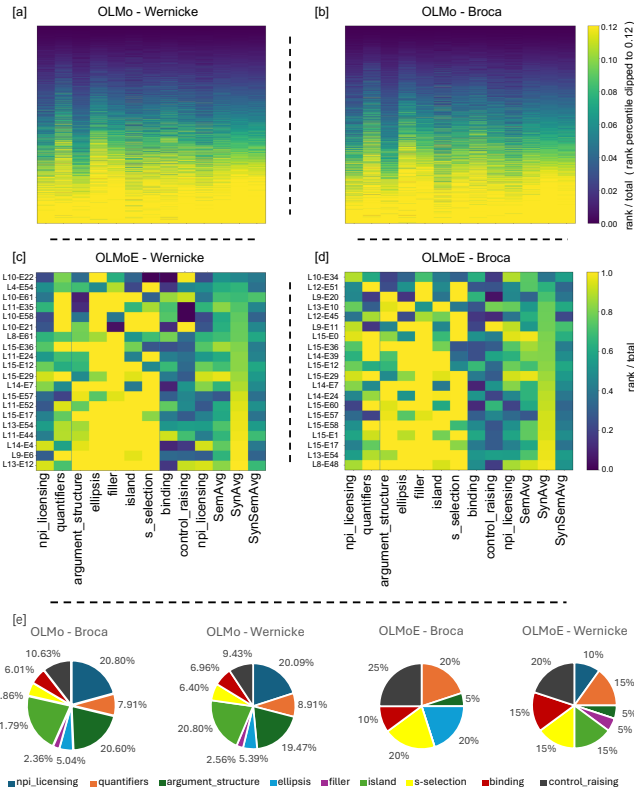 [a]
OLMo - Wernicke
[b]
OLMo - Broca
0.12
0.10
0.08
0.06
0.04
0.02
0.00
rank / total ( rank percentile clipped to 0.12 )
[c]
OLMoE - Wernicke
L10-E22
L4-E54
L10-E61
L11-E35
L10-E58
L10-E21
L8-E61
L15-E36
L11-E24
L15-E12
L15-E29
L14-E7
L15-E57
L11-E52
L15-E17
L13-E54
L11-E44
L14-E4
L9-E6
L13-E12
npi_licensing
quantifiers
argument_structure
ellipsis
filler
island
s_selection
binding
control_raising
npi_licensing
SemAvg
SynAvg
SynSemAvg
[d]
OLMoE - Broca
L10-E34
L12-E51
L9-E20
L13-E10
L12-E45
L9-E11
L15-E0
L15-E36
L14-E39
L15-E12
L15-E29
L14-E7
L14-E24
L15-E60
L15-E57
L15-E58
L15-E1
L15-E17
L13-E54
L8-E48
npi_licensing
quantifiers
argument_structure
ellipsis
filler
island
s_selection
binding
control_raising
npi_licensing
SemAvg
SynAvg
SynSemAvg
1.0
0.8
0.6
0.4
0.2
0.0
rank / total
[e]
OLMo - Broca
10.63%
20.80%
6.01%
7.91%
.86%
1.79%
20.60%
2.36%
5.04%
OLMo - Wernicke
9.43%
20.09%
6.96%
8.91%
6.40%
20.80%
19.47%
2.56%
5.39%
OLMoE - Broca
25%
20%
5%
10%
20%
20%
OLMoE - Wernicke
20%
10%
15%
15%
5%
5%
15%
15%
npi_licensing
quantifiers
argument_structure
ellipsis
filler
island
s-selection
binding
control_raising